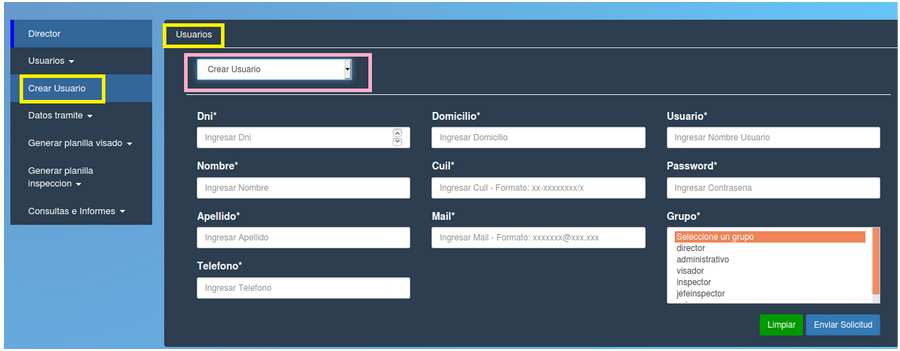 Director
Usuarios
Crear Usuario
Datos tramite
Generar planilla visado
Generar planilla
inspeccion
Consultas e Informes
Usuarios
Crear Usuario
Dni*
Ingresar Dni
Domicilio*
Ingresar Domicilio
Usuario*
Ingresar Nombre Usuario
Nombre*
Ingresar Nombre
Cuil*
Ingresar Cuil - Formato: xx-xxxxxxxx/x
Password*
Ingresar Contrasena
Apellido*
Ingresar Apellido
Mail*
Ingresar Mail - Formato: xxxxxxx@xxx.xxx
Grupo*
Seleccione un grupo
director
administrativo
visador
inspector
jefeinspector
Telefono*
Ingresar Telefono
Limpiar
Enviar Solicitud